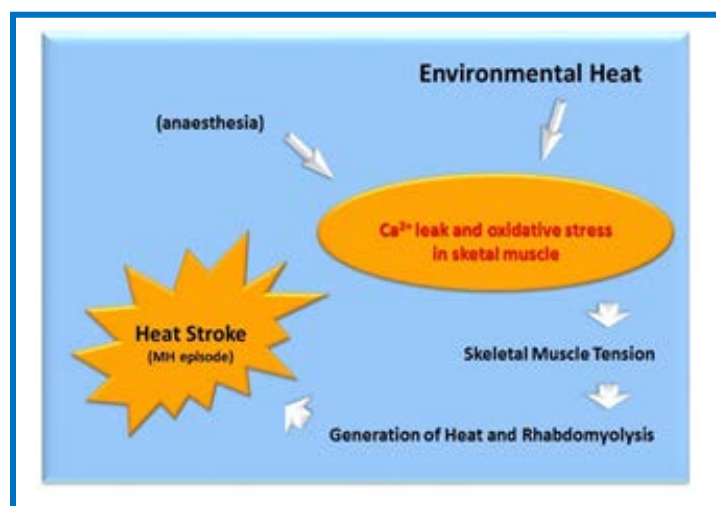 Environmental Heat
(anaesthesia)
Ca²⁺ leak and oxidative stress
in sketal muscle
Heat Stroke
(MH episode)
Skeletal Muscle Tension
Generation of Heat and Rhabdomyolysis